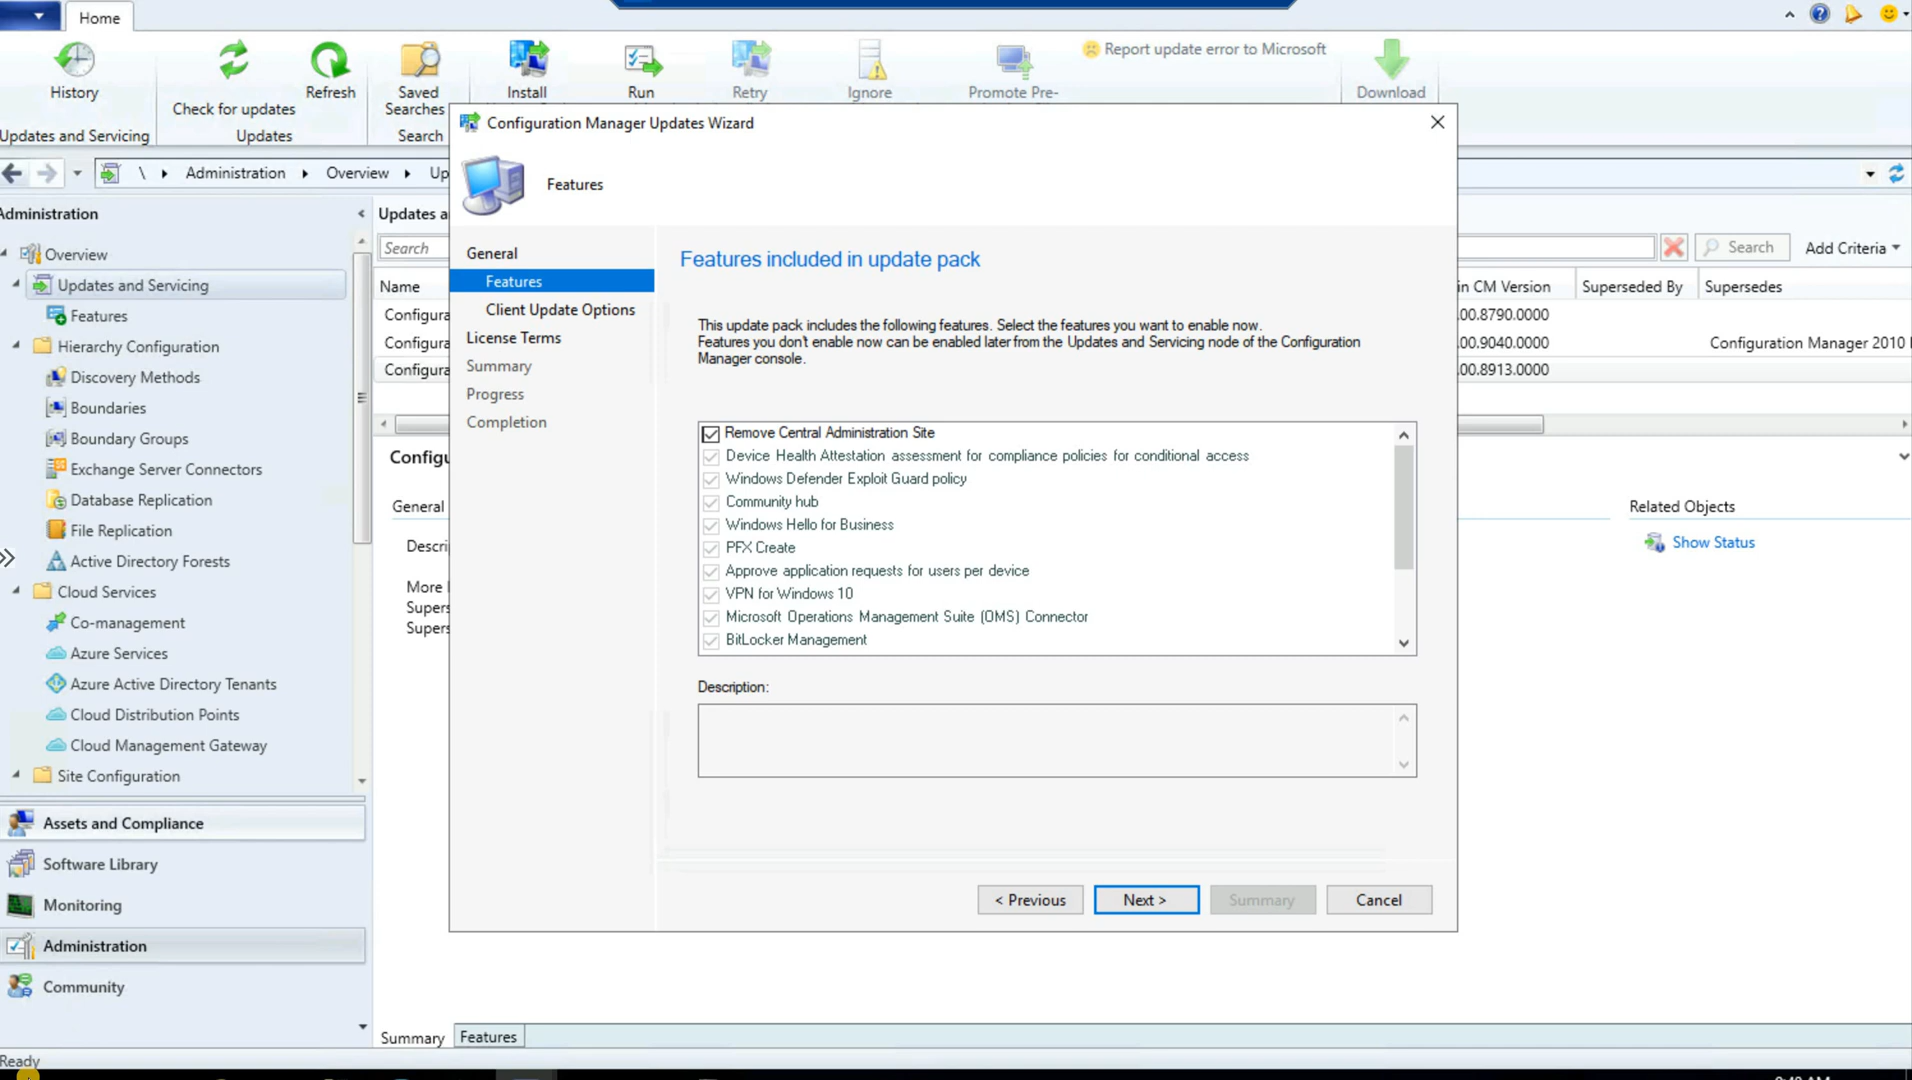 Home
History
Check for updates
Refresh
Saved
Searches
Install
Run
Retry
Ignore
Promote Pre-
Report update error to Microsoft
Download
Updates and Servicing
Updates
Search
\ Administration Overview Up
Administration
Overview
Updates and Servicing
Features
Hierarchy Configuration
Discovery Methods
Boundaries
Boundary Groups
Exchange Server Connectors
Database Replication
File Replication
Active Directory Forests
Cloud Services
Co-management
Azure Services
Azure Active Directory Tenants
Cloud Distribution Points
Cloud Management Gateway
Site Configuration
Assets and Compliance
Software Library
Monitoring
Administration
Community
Updates a
Search
Name
Configura
Configura
Configura
Configu
General
Descri
More
Supers
Supers
Summary
Features
Configuration Manager Updates Wizard
Features
General
Features
Client Update Options
License Terms
Summary
Progress
Completion
Features included in update pack
This update pack includes the following features. Select the features you want to enable now.
Features you don't enable now can be enabled later from the Updates and Servicing node of the Configuration
Manager console.
Remove Central Administration Site
Device Health Attestation assessment for compliance policies for conditional access
Windows Defender Exploit Guard policy
Community hub
Windows Hello for Business
PFX Create
Approve application requests for users per device
VPN for Windows 10
Microsoft Operations Management Suite (OMS) Connector
BitLocker Management
Description:
< Previous
Next >
Summary
Cancel
Search
Add Criteria
in CM Version
Superseded By
Supersedes
.00.8790.0000
.00.9040.0000
Configuration Manager 2010
.00.8913.0000
Related Objects
Show Status
Ready